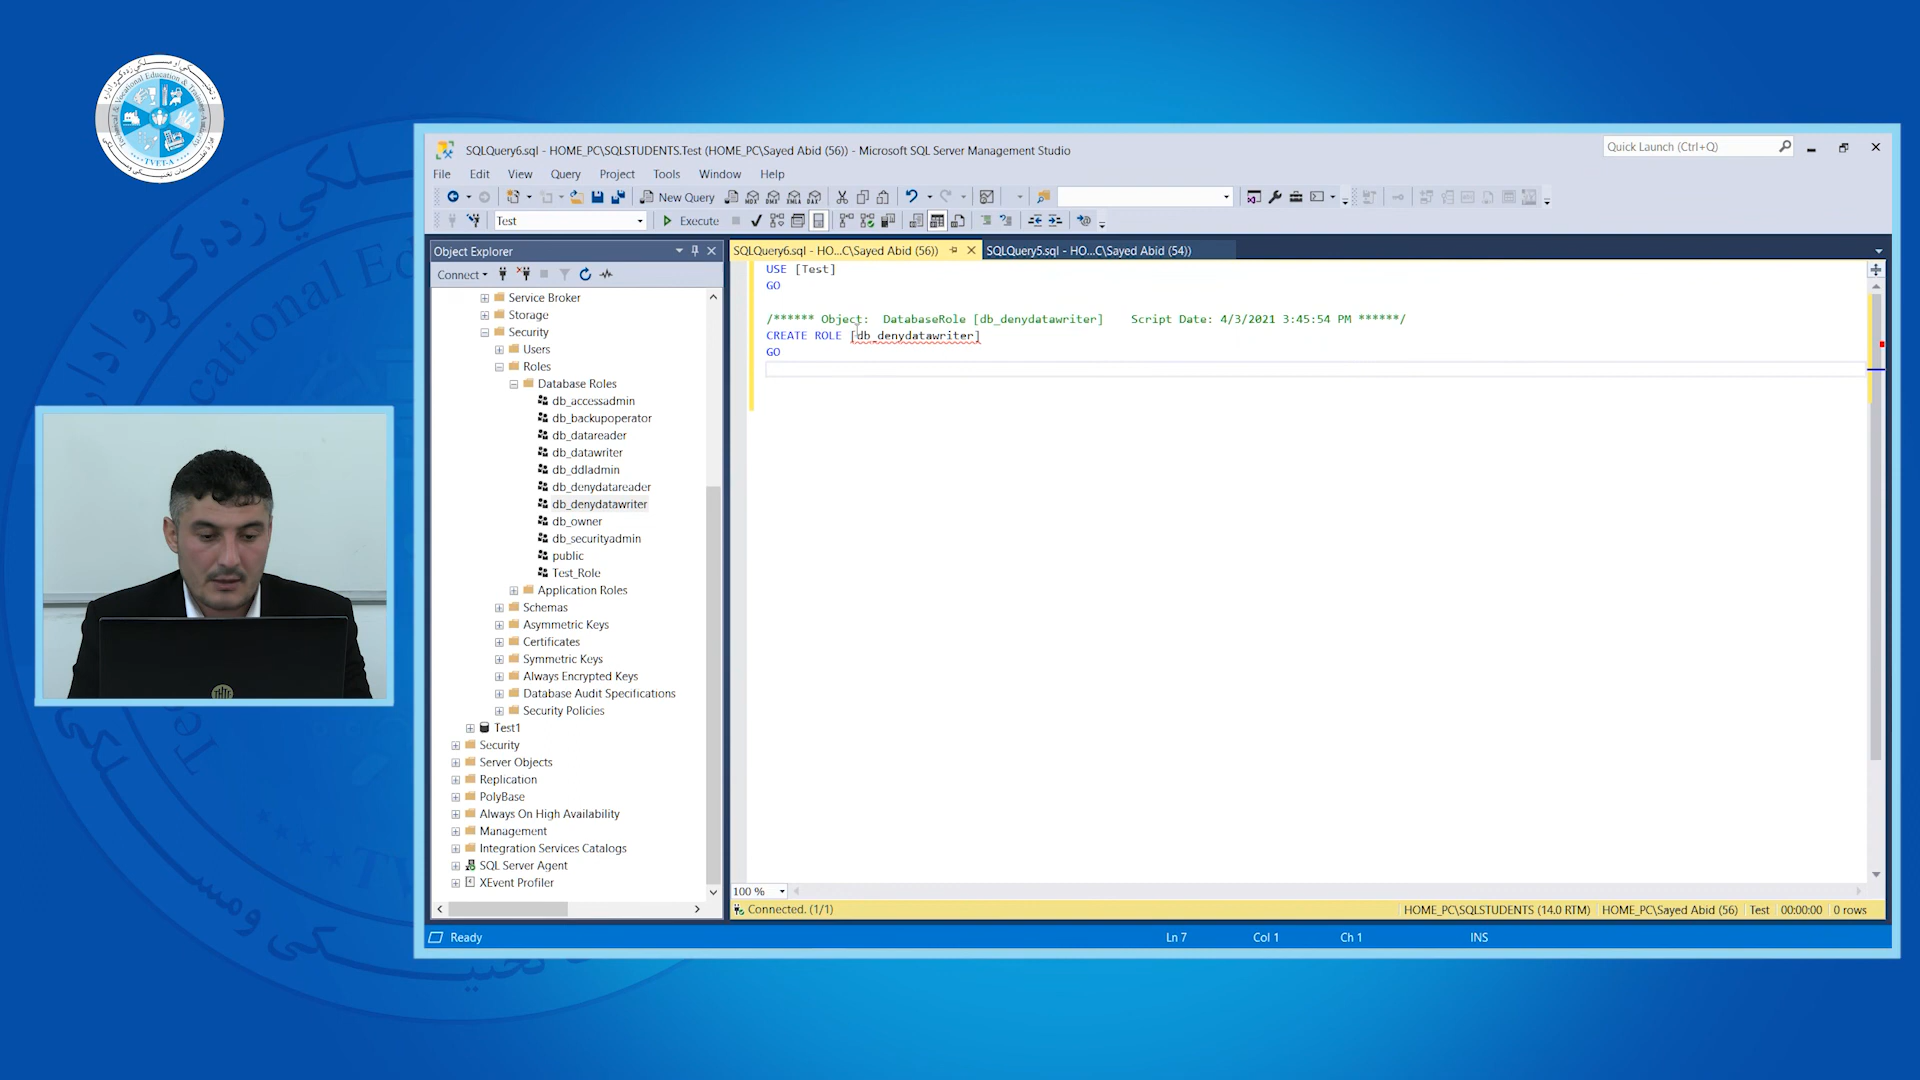 Technical & Vocational Education & Training Authority
TVET-A
SQLQuery6.sql - HOME_PC\SQLSTUDENTS.Test (HOME_PC\Sayed Abid (56)) - Microsoft SQL Server Management Studio
Quick Launch (Ctrl+Q)
File Edit View Query Project Tools Window Help
New Query
Test
Execute
Object Explorer
SQLQuery6.sql - HO...C\Sayed Abid (56))
SQLQuery5.sql - HO...C\Sayed Abid (54))
Connect
Service Broker
Storage
Security
Users
Roles
Database Roles
db_accessadmin
db_backupoperator
db_datareader
db_datawriter
db_ddladmin
db_denydatareader
db_denydatawriter
db_owner
db_securityadmin
public
Test_Role
Application Roles
Schemas
Asymmetric Keys
Certificates
Symmetric Keys
Always Encrypted Keys
Database Audit Specifications
Security Policies
Test1
Security
Server Objects
Replication
PolyBase
Always On High Availability
Management
Integration Services Catalogs
SQL Server Agent
XEvent Profiler
USE [Test]
GO
/****** Object:  DatabaseRole [db_denydatawriter]    Script Date: 4/3/2021 3:45:54 PM ******/
CREATE ROLE [db_denydatawriter]
GO
100 %
Connected. (1/1)
HOME_PC\SQLSTUDENTS (14.0 RTM)
HOME_PC\Sayed Abid (56)
Test
00:00:00
0 rows
Ready
Ln 7
Col 1
Ch 1
INS